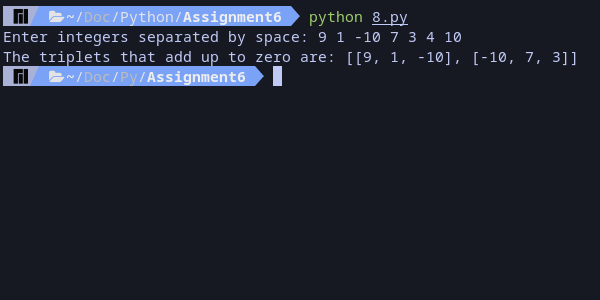 ~/Doc/Python/Assignment6 python 8.py
Enter integers separated by space: 9 1 -10 7 3 4 10
The triplets that add up to zero are: [[9, 1, -10], [-10, 7, 3]]
~/Doc/Py/Assignment6